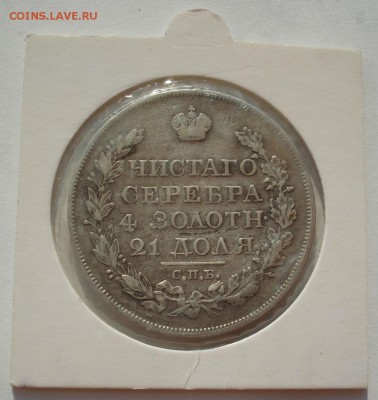 COINS.LAVE.RU
ЧИСТАГО
СЕРЕБРА
4 ЗОЛОТН.
21 ДОЛЯ
С.П.Б.